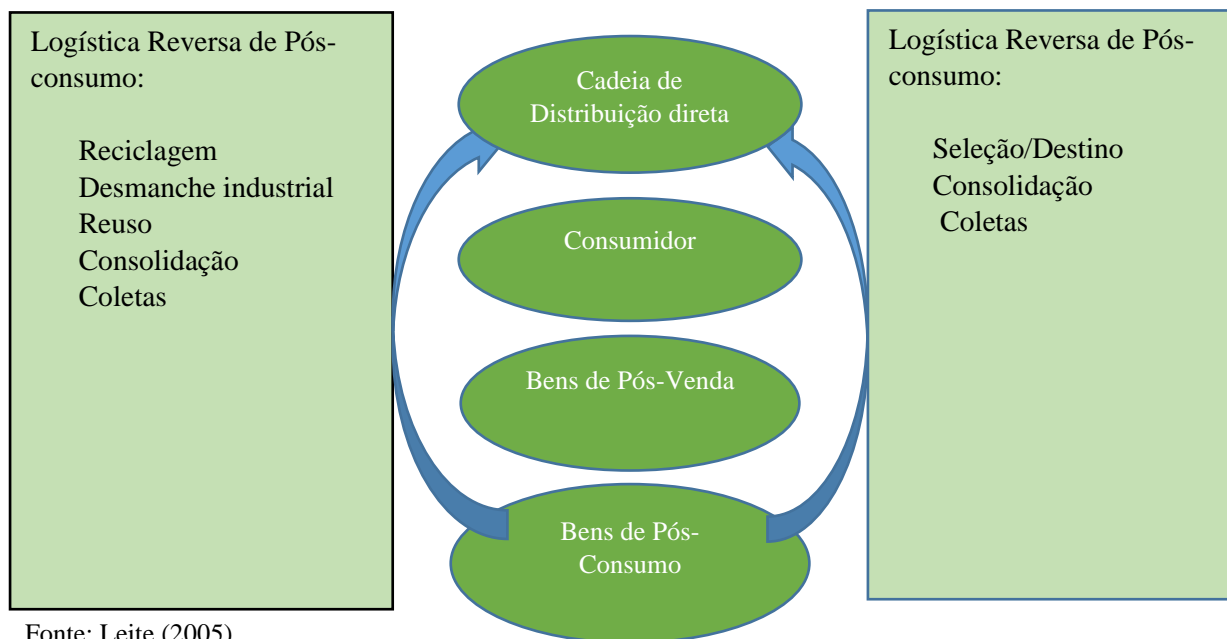 Logística Reversa de Pós-
consumo:
Reciclagem
Desmanche industrial
Reuso
Consolidação
Coletas
Cadeia de
Distribuição direta
Consumidor
Bens de Pós-Venda
Bens de Pós-
Consumo
Logística Reversa de Pós-
consumo:
Seleção/Destino
Consolidação
Coletas
Fonte: Leite (2005)